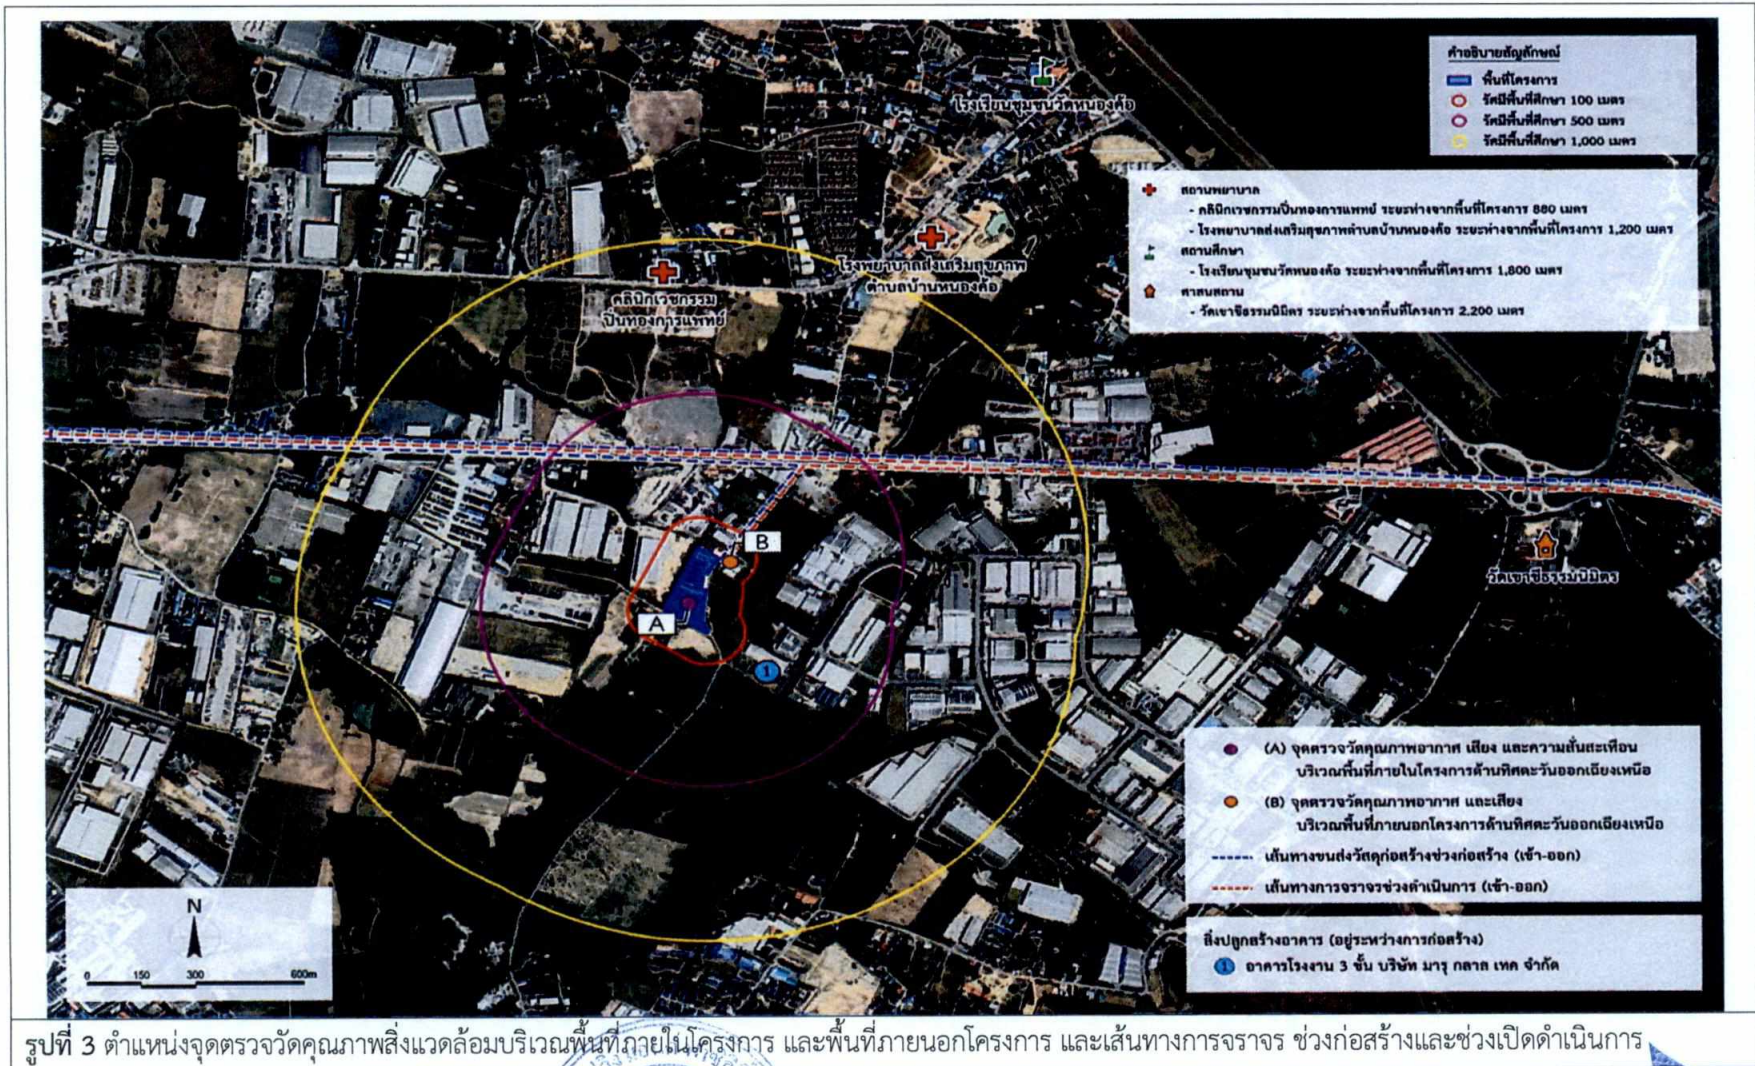 คำอธิบายสัญลักษณ์
พื้นที่โครงการ
รัศมีพื้นที่ศึกษา 100 เมตร
รัศมีพื้นที่ศึกษา 500 เมตร
รัศมีพื้นที่ศึกษา 1,000 เมตร
สถานพยาบาล
- คลินิกเวชกรรมปิ่นทองการแพทย์ ระยะห่างจากพื้นที่โครงการ 880 เมตร
- โรงพยาบาลส่งเสริมสุขภาพตำบลบ้านหนองค้อ ระยะห่างจากพื้นที่โครงการ 1,200 เมตร
สถานศึกษา
- โรงเรียนชุมชนวัดหนองค้อ ระยะห่างจากพื้นที่โครงการ 1,800 เมตร
ศาสนสถาน
- วัดเขาชีธรรมนิมิตร ระยะห่างจากพื้นที่โครงการ 2,200 เมตร
โรงเรียนชุมชนวัดหนองค้อ
โรงพยาบาลส่งเสริมสุขภาพ
ตำบลบ้านหนองค้อ
คลินิกเวชกรรม
ปิ่นทองการแพทย์
B
A
1
วัดเขาชีธรรมนิมิตร
(A) จุดตรวจวัดคุณภาพอากาศ เสียง และความสั่นสะเทือน
บริเวณพื้นที่ภายในโครงการด้านทิศตะวันออกเฉียงเหนือ
(B) จุดตรวจวัดคุณภาพอากาศ และเสียง
บริเวณพื้นที่ภายนอกโครงการด้านทิศตะวันออกเฉียงเหนือ
เส้นทางขนส่งวัสดุก่อสร้างช่วงก่อสร้าง (เข้า-ออก)
เส้นทางการจราจรช่วงดำเนินการ (เข้า-ออก)
สิ่งปลูกสร้างอาคาร (อยู่ระหว่างการก่อสร้าง)
1 อาคารโรงงาน 3 ชั้น บริษัท มารุ กลาส เทค จำกัด
N
0 150 300 600m
รูปที่ 3 ตำแหน่งจุดตรวจวัดคุณภาพสิ่งแวดล้อมบริเวณพื้นที่ภายในโครงการ และพื้นที่ภายนอกโครงการ และเส้นทางการจราจร ช่วงก่อสร้างและช่วงเปิดดำเนินการ